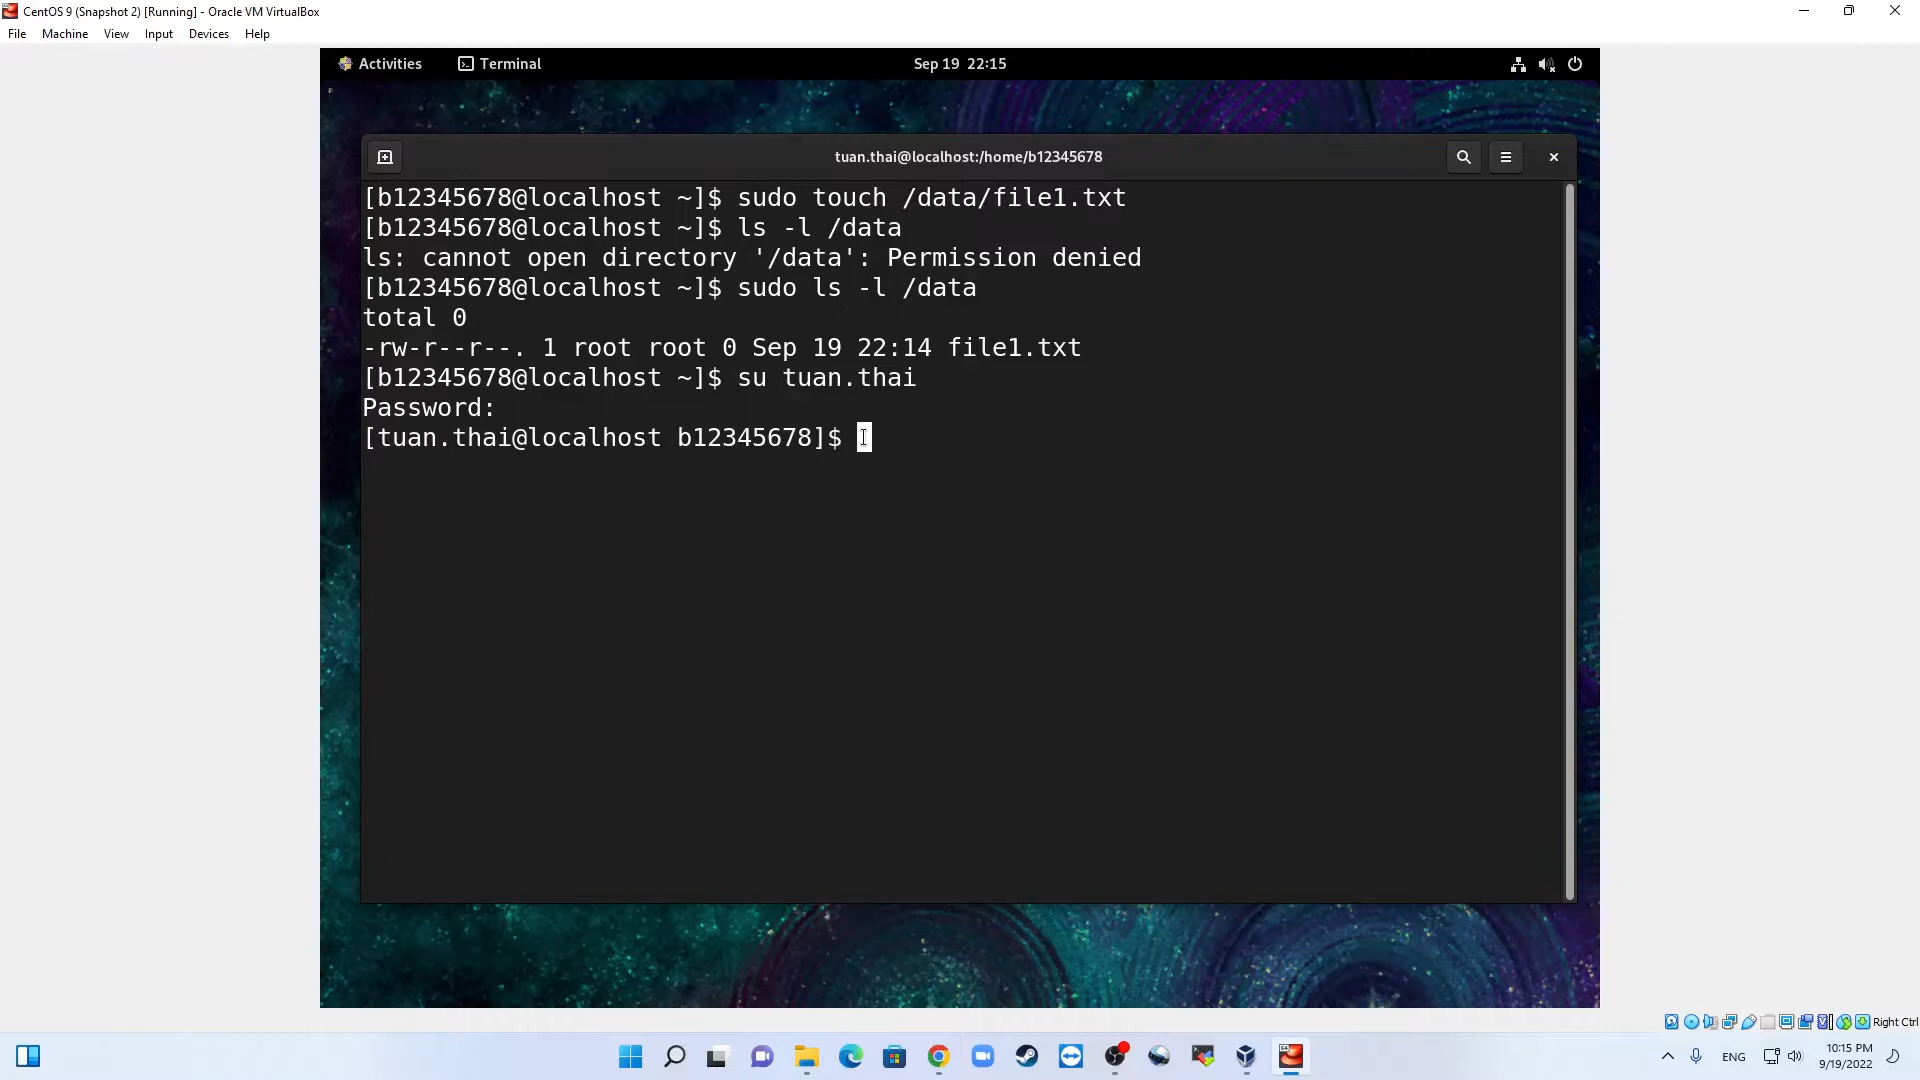 CentOS 9 (Snapshot 2) [Running] - Oracle VM VirtualBox
File Machine View Input Devices Help
Activities Terminal Sep 19 22:15
tuan.thai@localhost:/home/b12345678
[b12345678@localhost ~]$ sudo touch /data/file1.txt
[b12345678@localhost ~]$ ls -l /data
ls: cannot open directory '/data': Permission denied
[b12345678@localhost ~]$ sudo ls -l /data
total 0
-rw-r--r--. 1 root root 0 Sep 19 22:14 file1.txt
[b12345678@localhost ~]$ su tuan.thai
Password:
[tuan.thai@localhost b12345678]$
Right Ctrl
ENG
10:15 PM
9/19/2022